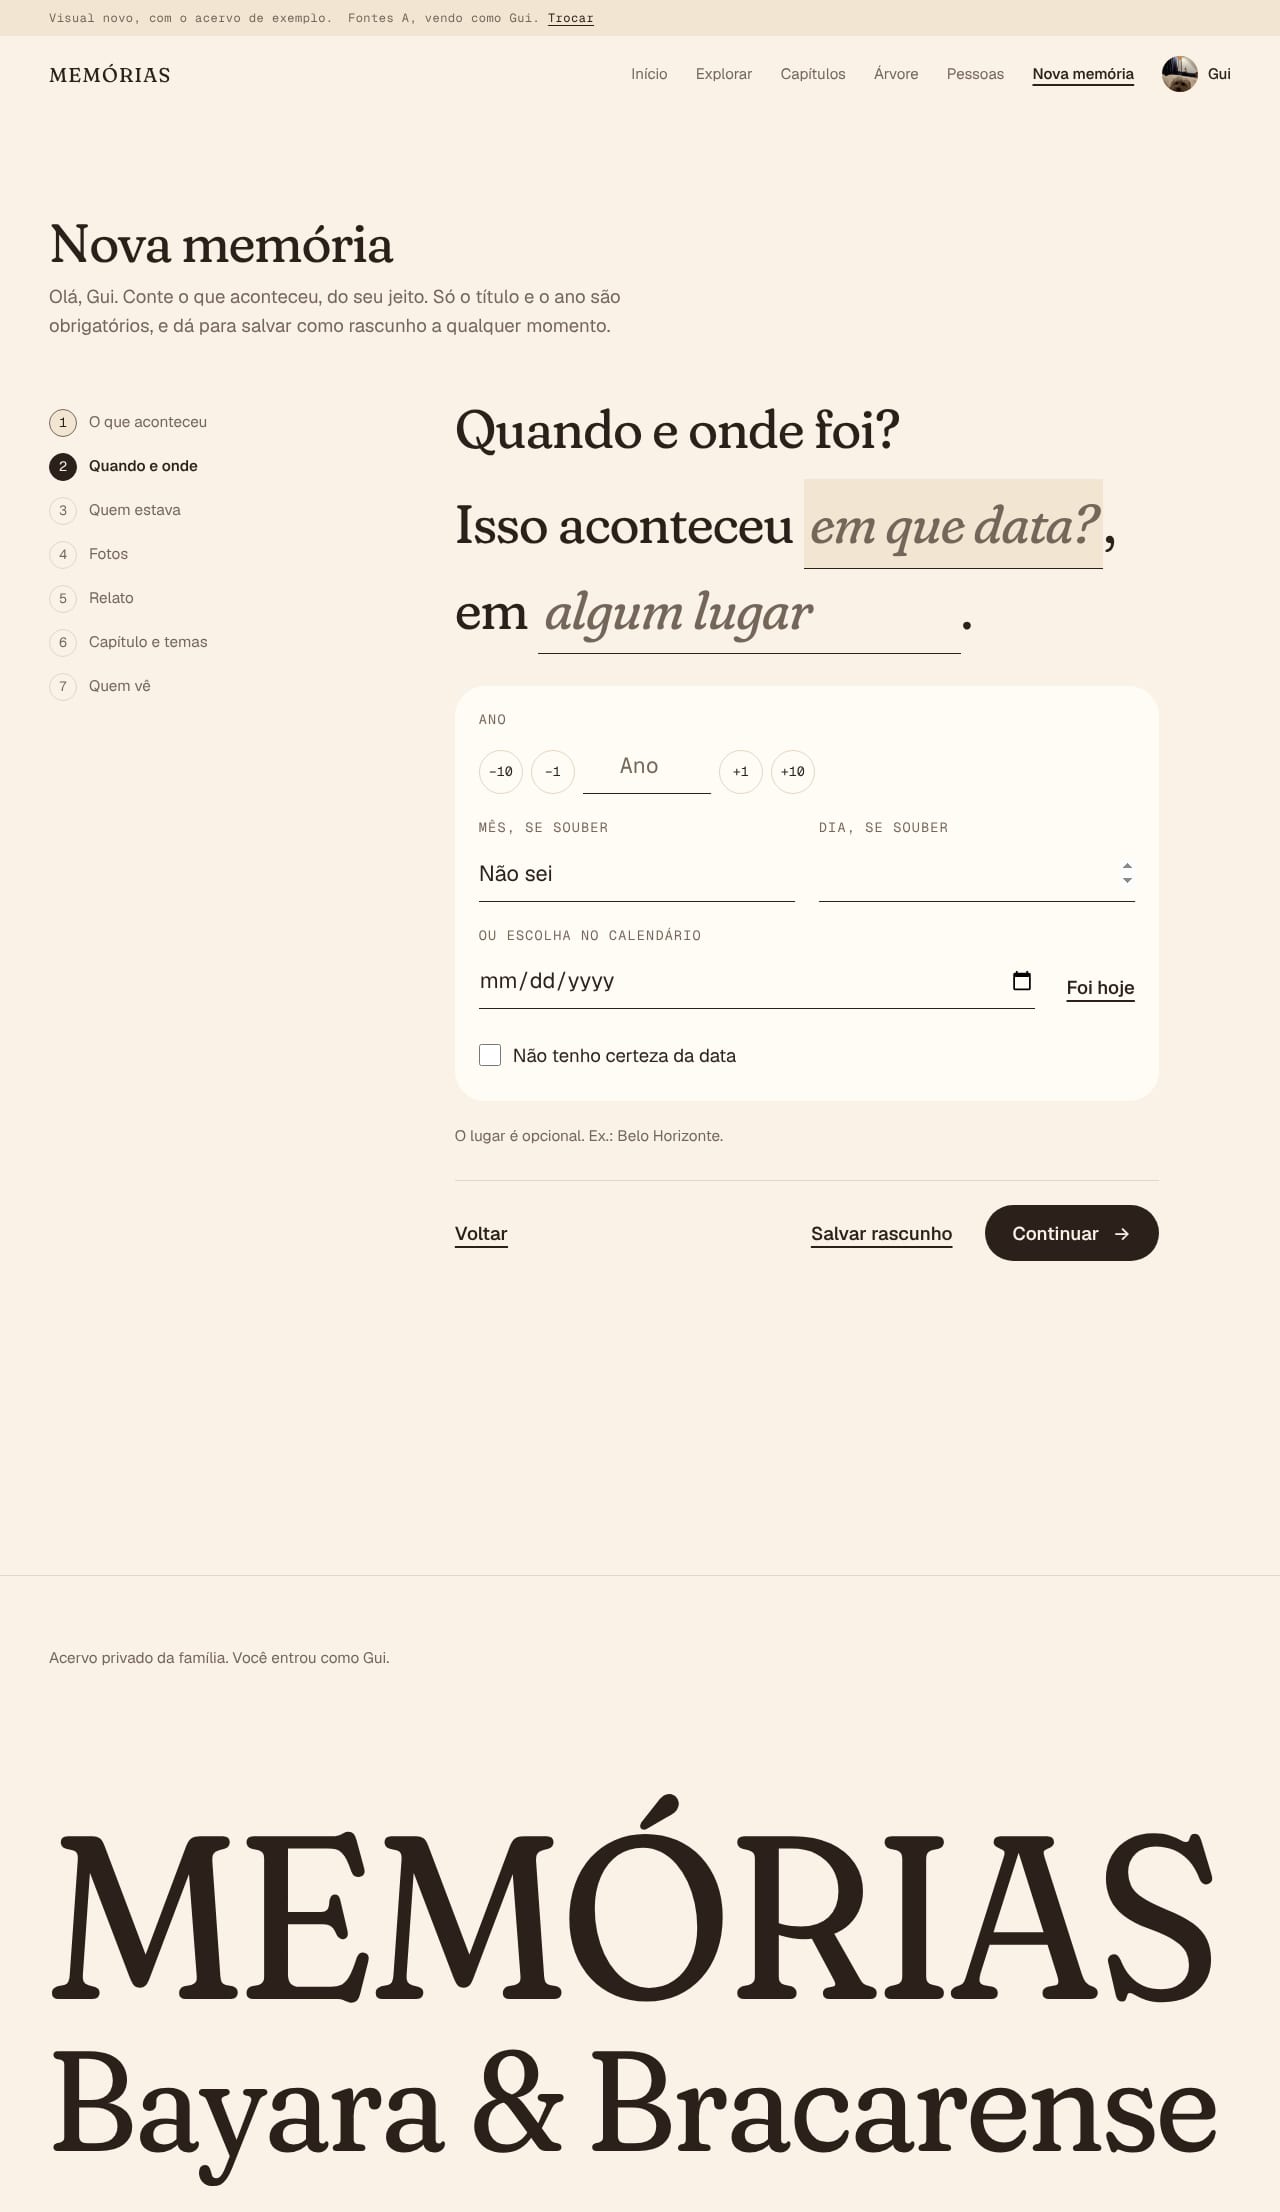 Visual novo, com o acervo de exemplo. Fontes A, vendo como Gui. Trocar
MEMÓRIAS
Início Explorar Capítulos Árvore Pessoas Nova memória Gui
Nova memória
Olá, Gui. Conte o que aconteceu, do seu jeito. Só o título e o ano são
obrigatórios, e dá para salvar como rascunho a qualquer momento.
1 O que aconteceu
2 Quando e onde
3 Quem estava
4 Fotos
5 Relato
6 Capítulo e temas
7 Quem vê
Quando e onde foi?
Isso aconteceu em que data?,
em algum lugar.
ANO
−10 −1 Ano +1 +10
MÊS, SE SOUBER DIA, SE SOUBER
Não sei
OU ESCOLHA NO CALENDÁRIO
mm/dd/yyyy Foi hoje
Não tenho certeza da data
O lugar é opcional. Ex.: Belo Horizonte.
Voltar Salvar rascunho Continuar →
Acervo privado da família. Você entrou como Gui.
MEMÓRIAS
Bayara & Bracarense